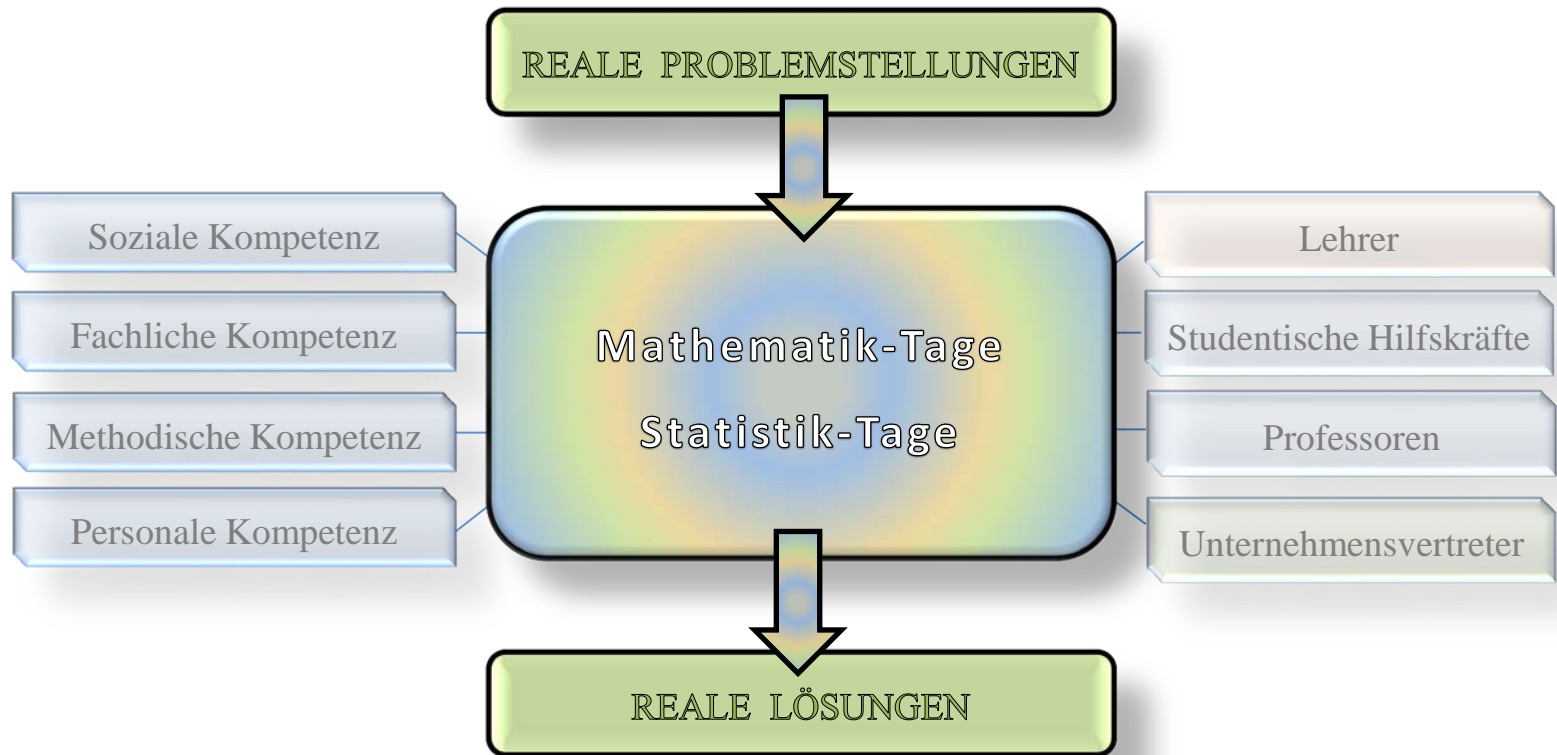 REALE PROBLEMSTELLUNGEN
Soziale Kompetenz
Fachliche Kompetenz
Methodische Kompetenz
Personale Kompetenz
Mathematik-Tage
Statistik-Tage
Lehrer
Studentische Hilfskräfte
Professoren
Unternehmensvertreter
REALE LÖSUNGEN